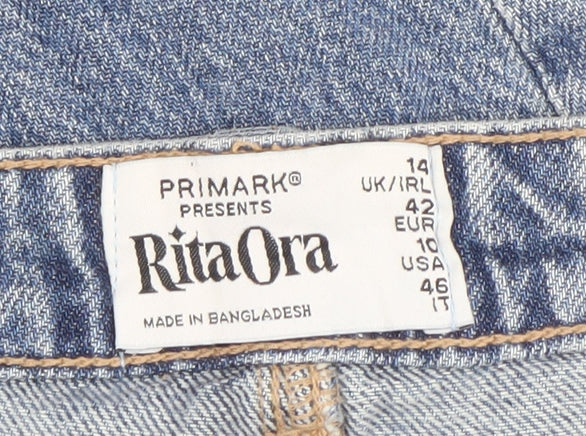 PRIMARK®
PRESENTS
RitaOra
MADE IN BANGLADESH
14
UK/IRL
42
EUR
10
USA
46
IT